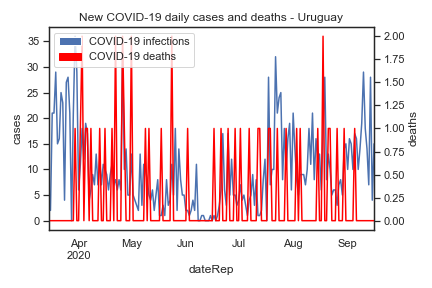 New COVID-19 daily cases and deaths - Uruguay
COVID-19 infections
COVID-19 deaths
35
30
25
20
15
10
5
0
cases
2.00
1.75
1.50
1.25
1.00
0.75
0.50
0.25
0.00
deaths
Apr May Jun Jul Aug Sep
2020
dateRep